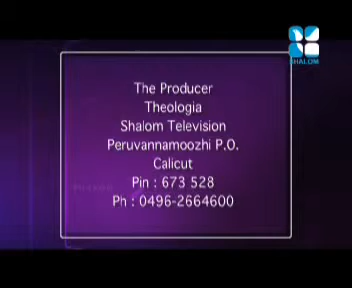 SHALOM
The Producer
Theologia
Shalom Television
Peruvannamoozhi P.O.
Calicut
Pin : 673 528
Ph : 0496-2664600